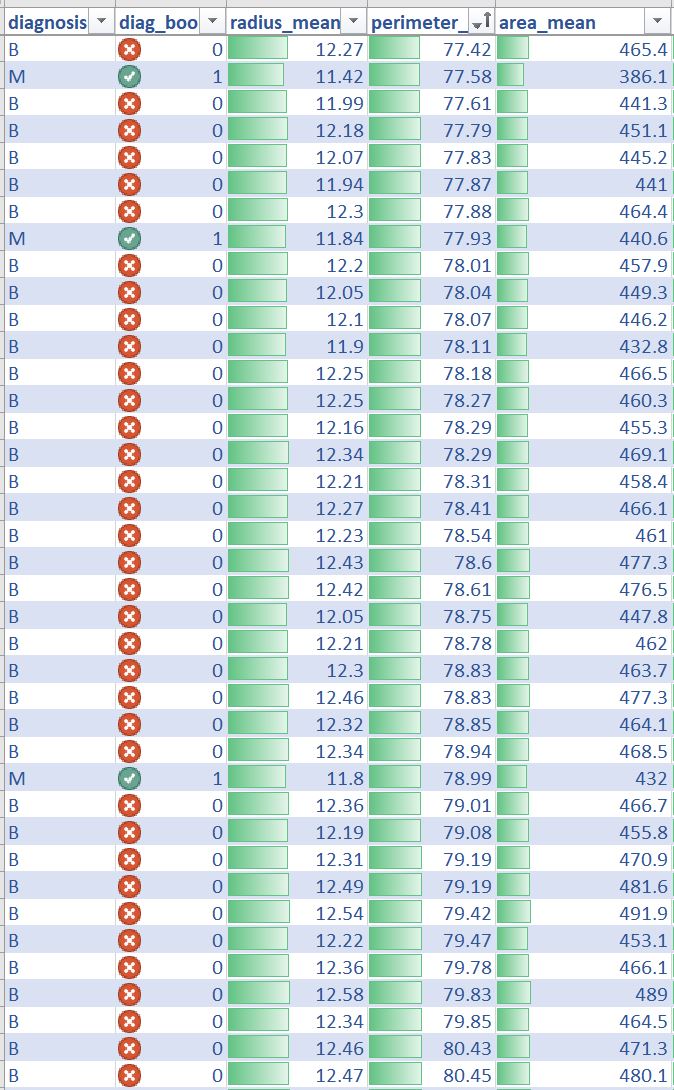 diagnosis diag_boo radius_mean perimeter_ area_mean
B 0 12.27 77.42 465.4
M 1 11.42 77.58 386.1
B 0 11.99 77.61 441.3
B 0 12.18 77.79 451.1
B 0 12.07 77.83 445.2
B 0 11.94 77.87 441
B 0 12.3 77.88 464.4
M 1 11.84 77.93 440.6
B 0 12.2 78.01 457.9
B 0 12.05 78.04 449.3
B 0 12.1 78.07 446.2
B 0 11.9 78.11 432.8
B 0 12.25 78.18 466.5
B 0 12.25 78.27 460.3
B 0 12.16 78.29 455.3
B 0 12.34 78.29 469.1
B 0 12.21 78.31 458.4
B 0 12.27 78.41 466.1
B 0 12.23 78.54 461
B 0 12.43 78.6 477.3
B 0 12.42 78.61 476.5
B 0 12.05 78.75 447.8
B 0 12.21 78.78 462
B 0 12.3 78.83 463.7
B 0 12.46 78.83 477.3
B 0 12.32 78.85 464.1
B 0 12.34 78.94 468.5
M 1 11.8 78.99 432
B 0 12.36 79.01 466.7
B 0 12.19 79.08 455.8
B 0 12.31 79.19 470.9
B 0 12.49 79.19 481.6
B 0 12.54 79.42 491.9
B 0 12.22 79.47 453.1
B 0 12.36 79.78 466.1
B 0 12.58 79.83 489
B 0 12.34 79.85 464.5
B 0 12.46 80.43 471.3
B 0 12.47 80.45 480.1